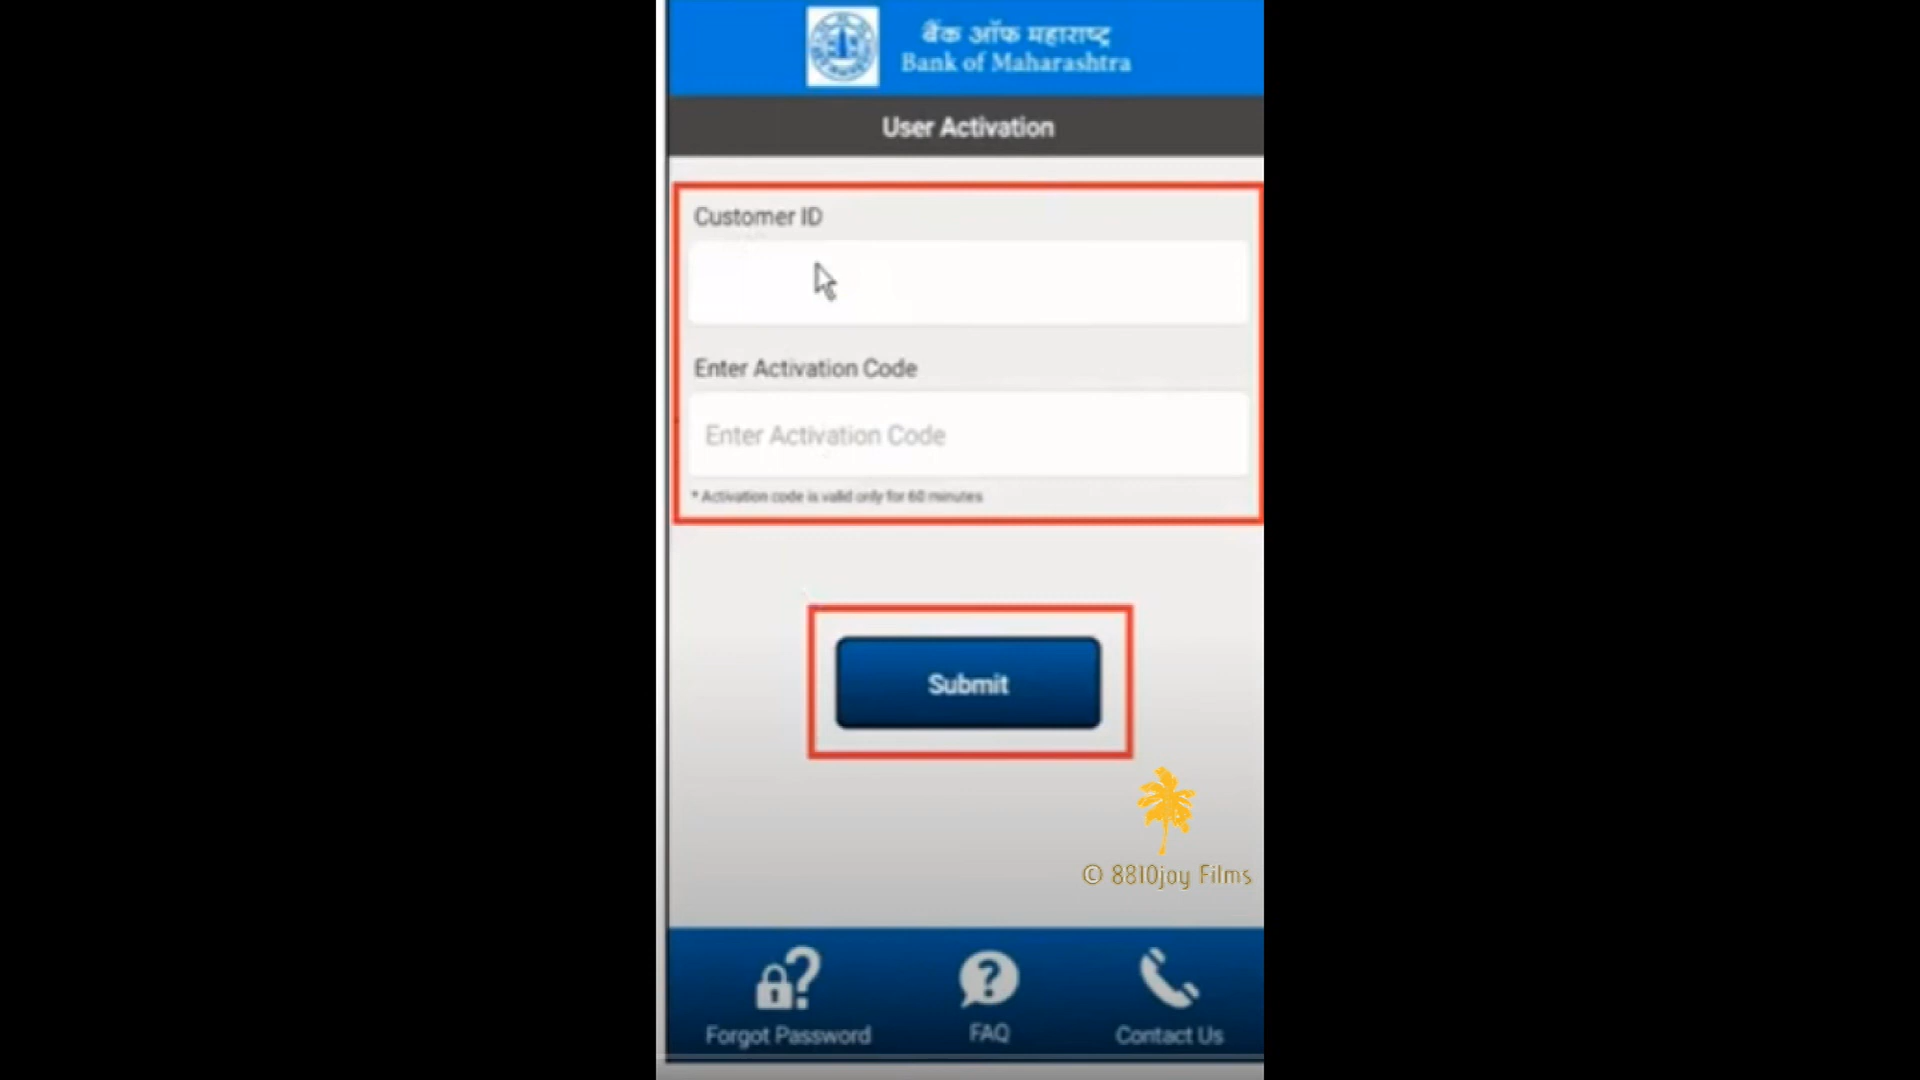 बैंक ऑफ महाराष्ट्र
Bank of Maharashtra
User Activation
Customer ID
Enter Activation Code
Enter Activation Code
* Activation code is valid only for 60 minutes
Submit
© 8810joy Films
Forgot Password
FAQ
Contact Us